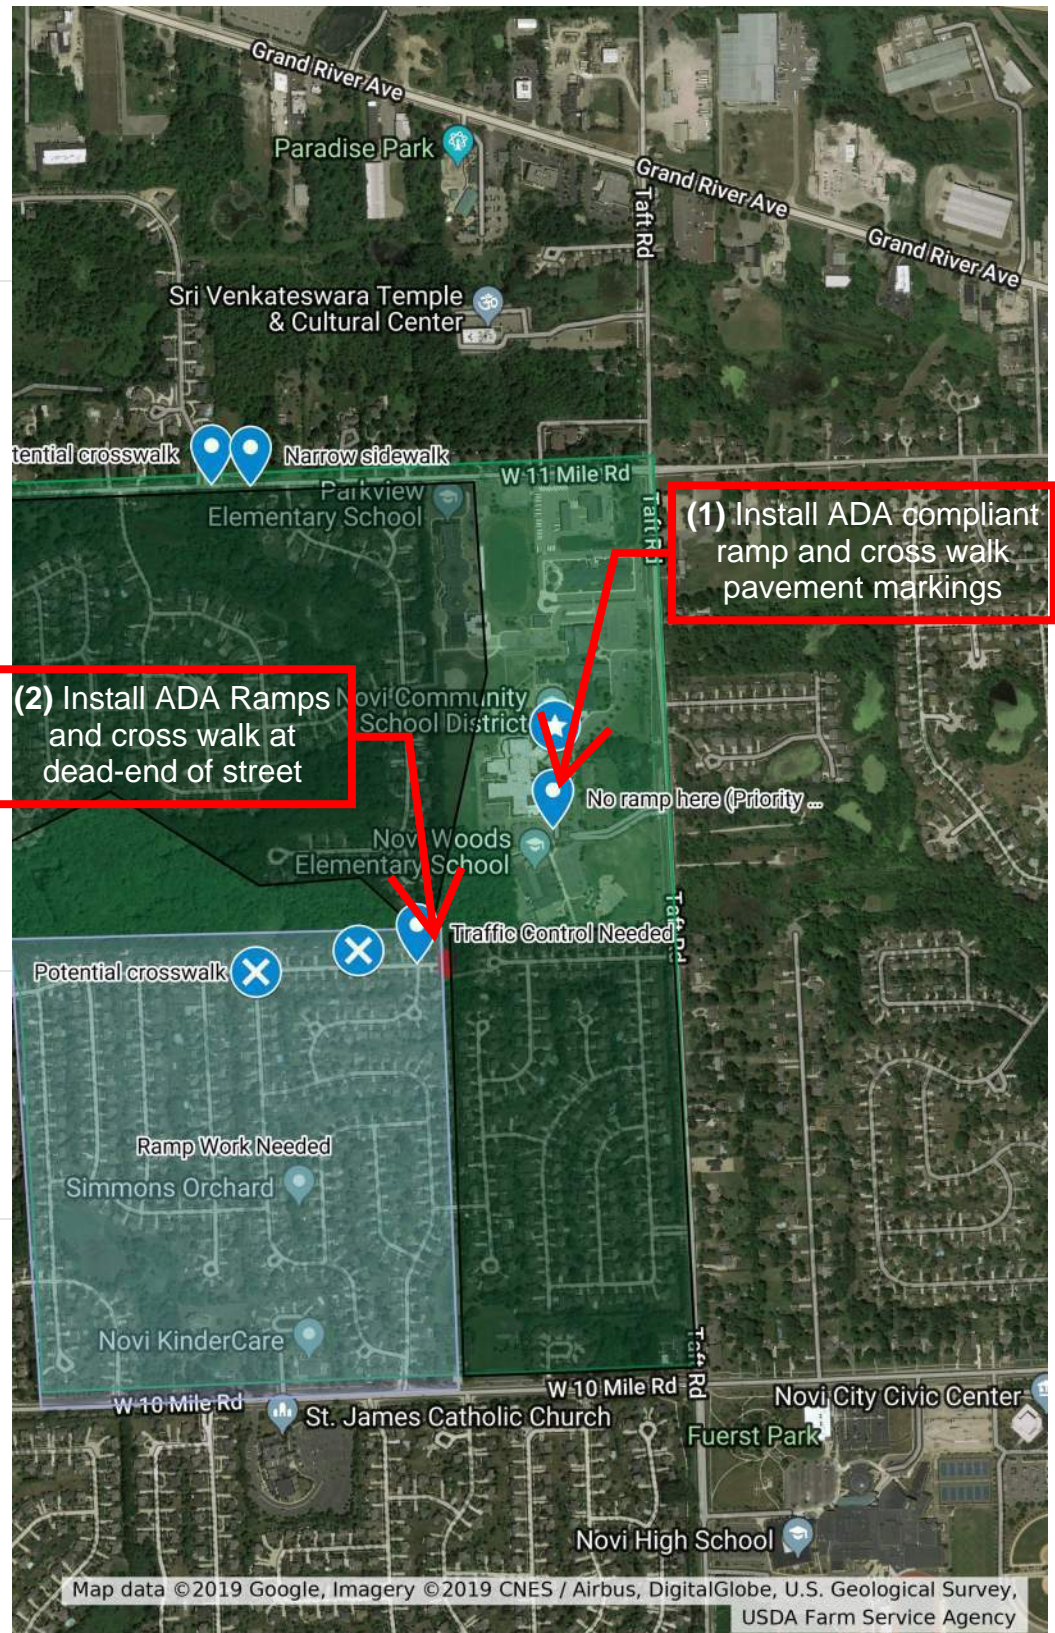 Grand River Ave
Paradise Park
Grand River Ave
Taft Rd
Grand River Ave
Sri Venkateswara Temple
& Cultural Center
tential crosswalk
Narrow sidewalk
W 11 Mile Rd
Parkview
Elementary School
Taft Rd
(1) Install ADA compliant
ramp and cross walk
pavement markings
(2) Install ADA Ramps
and cross walk at
dead-end of street
Novi Community
School District
No ramp here (Priority ...
Novi Woods
Elementary School
Taft Rd
Traffic Control Needed
Potential crosswalk
Ramp Work Needed
Simmons Orchard
Novi KinderCare
Taft Rd
W 10 Mile Rd
W 10 Mile Rd
Novi City Civic Center
St. James Catholic Church
Fuerst Park
Novi High School
Map data ©2019 Google, Imagery ©2019 CNES / Airbus, DigitalGlobe, U.S. Geological Survey,
USDA Farm Service Agency